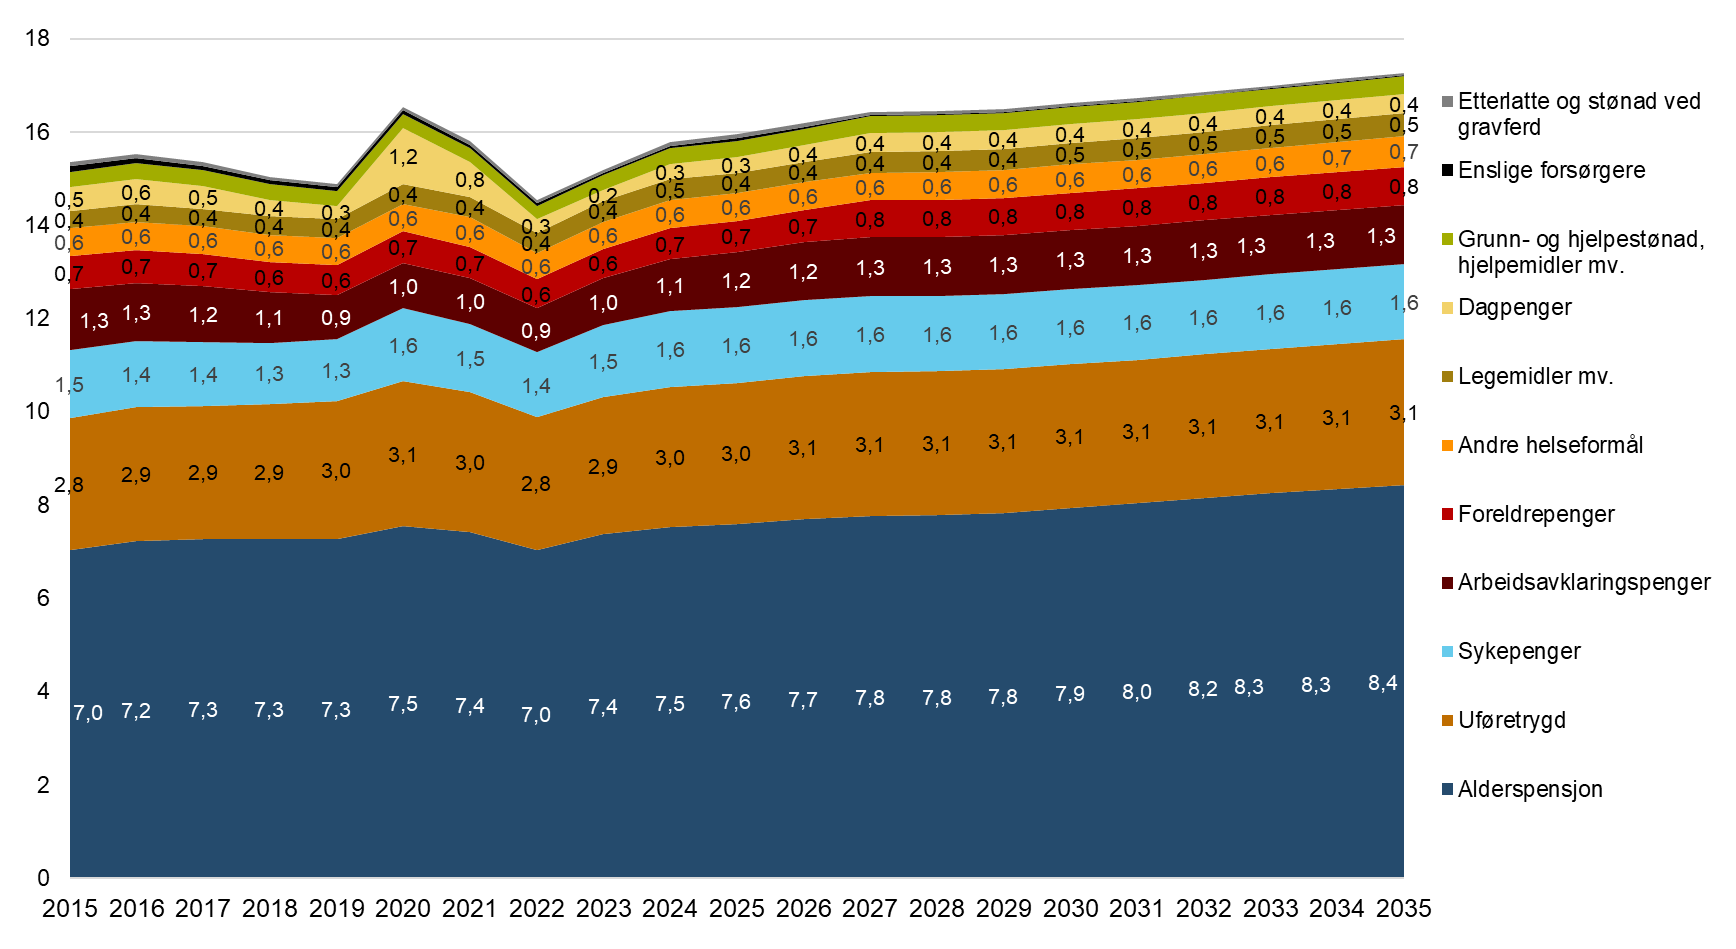 18
16
14
12
10
8
6
4
2
0
0,5 0,6 0,5 0,4 0,3 1,2 0,8 0,3 0,2 0,3 0,3 0,4 0,4 0,4 0,4 0,4 0,4 0,4 0,4 0,4 0,4
0,4 0,4 0,4 0,4 0,4 0,4 0,4 0,4 0,4 0,5 0,4 0,4 0,4 0,4 0,4 0,5 0,5 0,5 0,5 0,5 0,5
0,6 0,6 0,6 0,6 0,6 0,6 0,6 0,6 0,6 0,6 0,6 0,6 0,6 0,6 0,6 0,6 0,6 0,6 0,6 0,7 0,7
0,7 0,7 0,7 0,6 0,6 0,7 0,7 0,6 0,6 0,7 0,7 0,7 0,8 0,8 0,8 0,8 0,8 0,8 0,8 0,8 0,8
1,3 1,3 1,2 1,1 0,9 1,0 1,0 0,9 1,0 1,1 1,2 1,2 1,3 1,3 1,3 1,3 1,3 1,3 1,3 1,3 1,3
1,5 1,4 1,4 1,3 1,3 1,6 1,5 1,4 1,5 1,6 1,6 1,6 1,6 1,6 1,6 1,6 1,6 1,6 1,6 1,6 1,6
2,8 2,9 2,9 2,9 3,0 3,1 3,0 2,8 2,9 3,0 3,0 3,1 3,1 3,1 3,1 3,1 3,1 3,1 3,1 3,1 3,1
7,0 7,2 7,3 7,3 7,3 7,5 7,4 7,0 7,4 7,5 7,6 7,7 7,8 7,8 7,8 7,9 8,0 8,2 8,3 8,3 8,4
2015 2016 2017 2018 2019 2020 2021 2022 2023 2024 2025 2026 2027 2028 2029 2030 2031 2032 2033 2034 2035
Etterlatte og stønad ved
gravferd
Enslige forsørgere
Grunn- og hjelpestønad,
hjelpemidler mv.
Dagpenger
Legemidler mv.
Andre helseformål
Foreldrepenger
Arbeidsavklaringspenger
Sykepenger
Uføretrygd
Alderspensjon